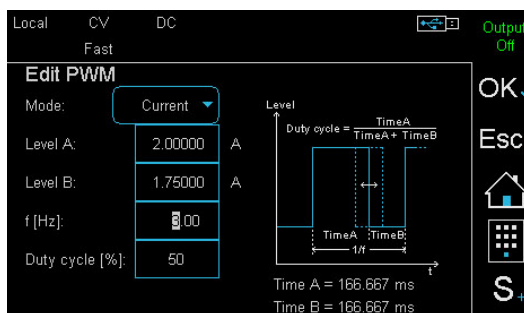 Local CV DC Output
Fast Off
Edit PWM
OK
Mode: Current
Level
Duty cycle = TimeA / TimeA + TimeB
Level A: 2.00000 A
Esc
Level B: 1.75000 A
f [Hz]: 3.00
TimeA TimeB
1/f
Duty cycle [%]: 50
t
Time A = 166.667 ms
Time B = 166.667 ms
S+